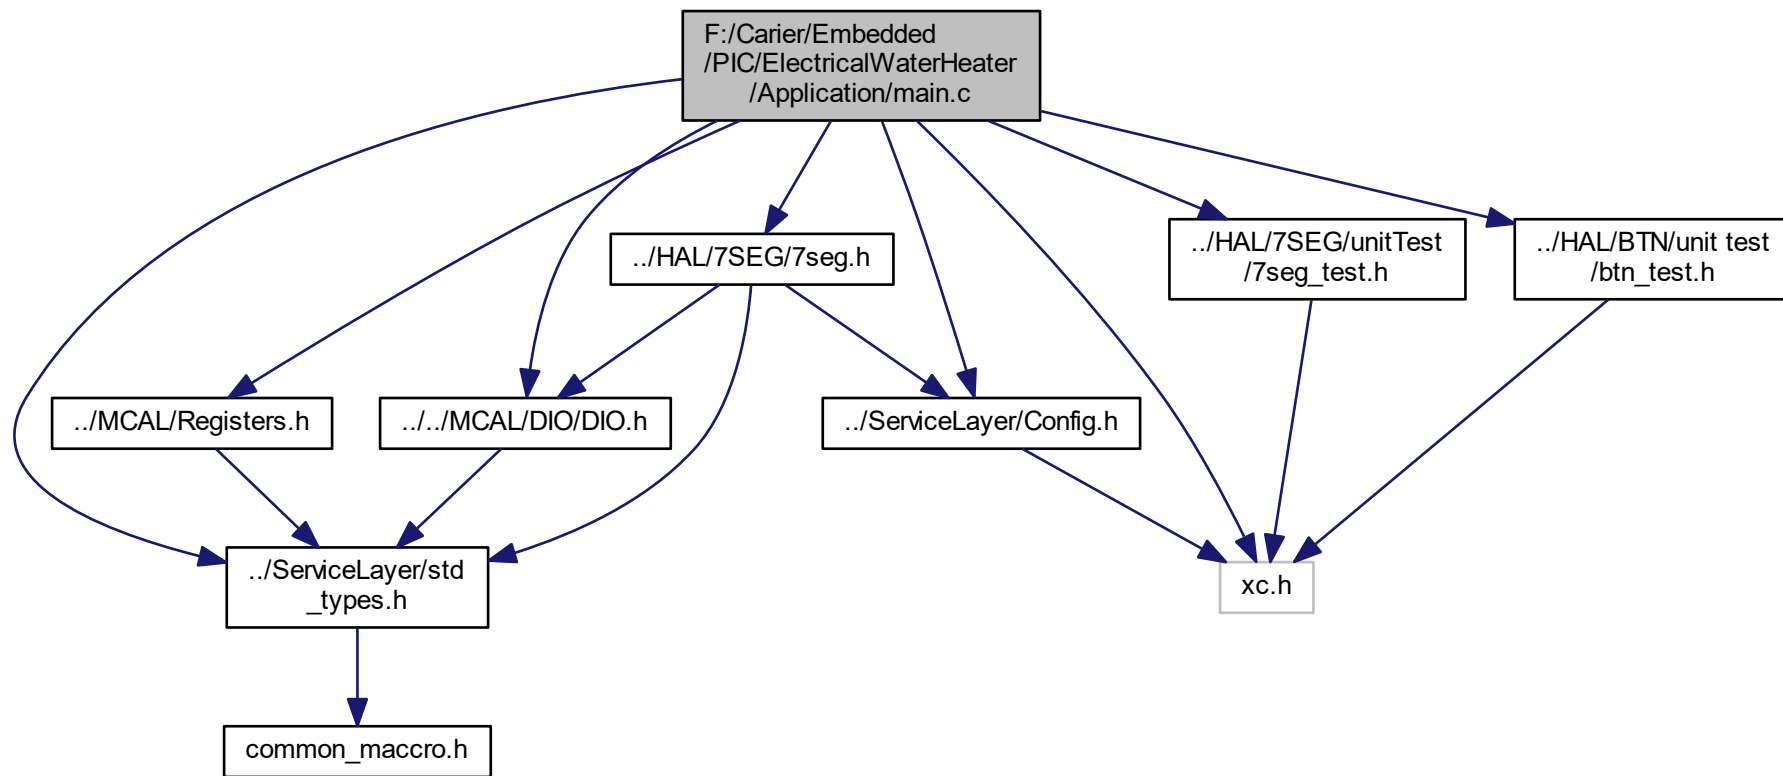 F:/Carier/Embedded
/PIC/ElectricalWaterHeater
/Application/main.c
../HAL/7SEG/7seg.h
../HAL/7SEG/unitTest
/7seg_test.h
../HAL/BTN/unit test
/btn_test.h
../MCAL/Registers.h
../../MCAL/DIO/DIO.h
../ServiceLayer/Config.h
../ServiceLayer/std
_types.h
xc.h
common_maccro.h